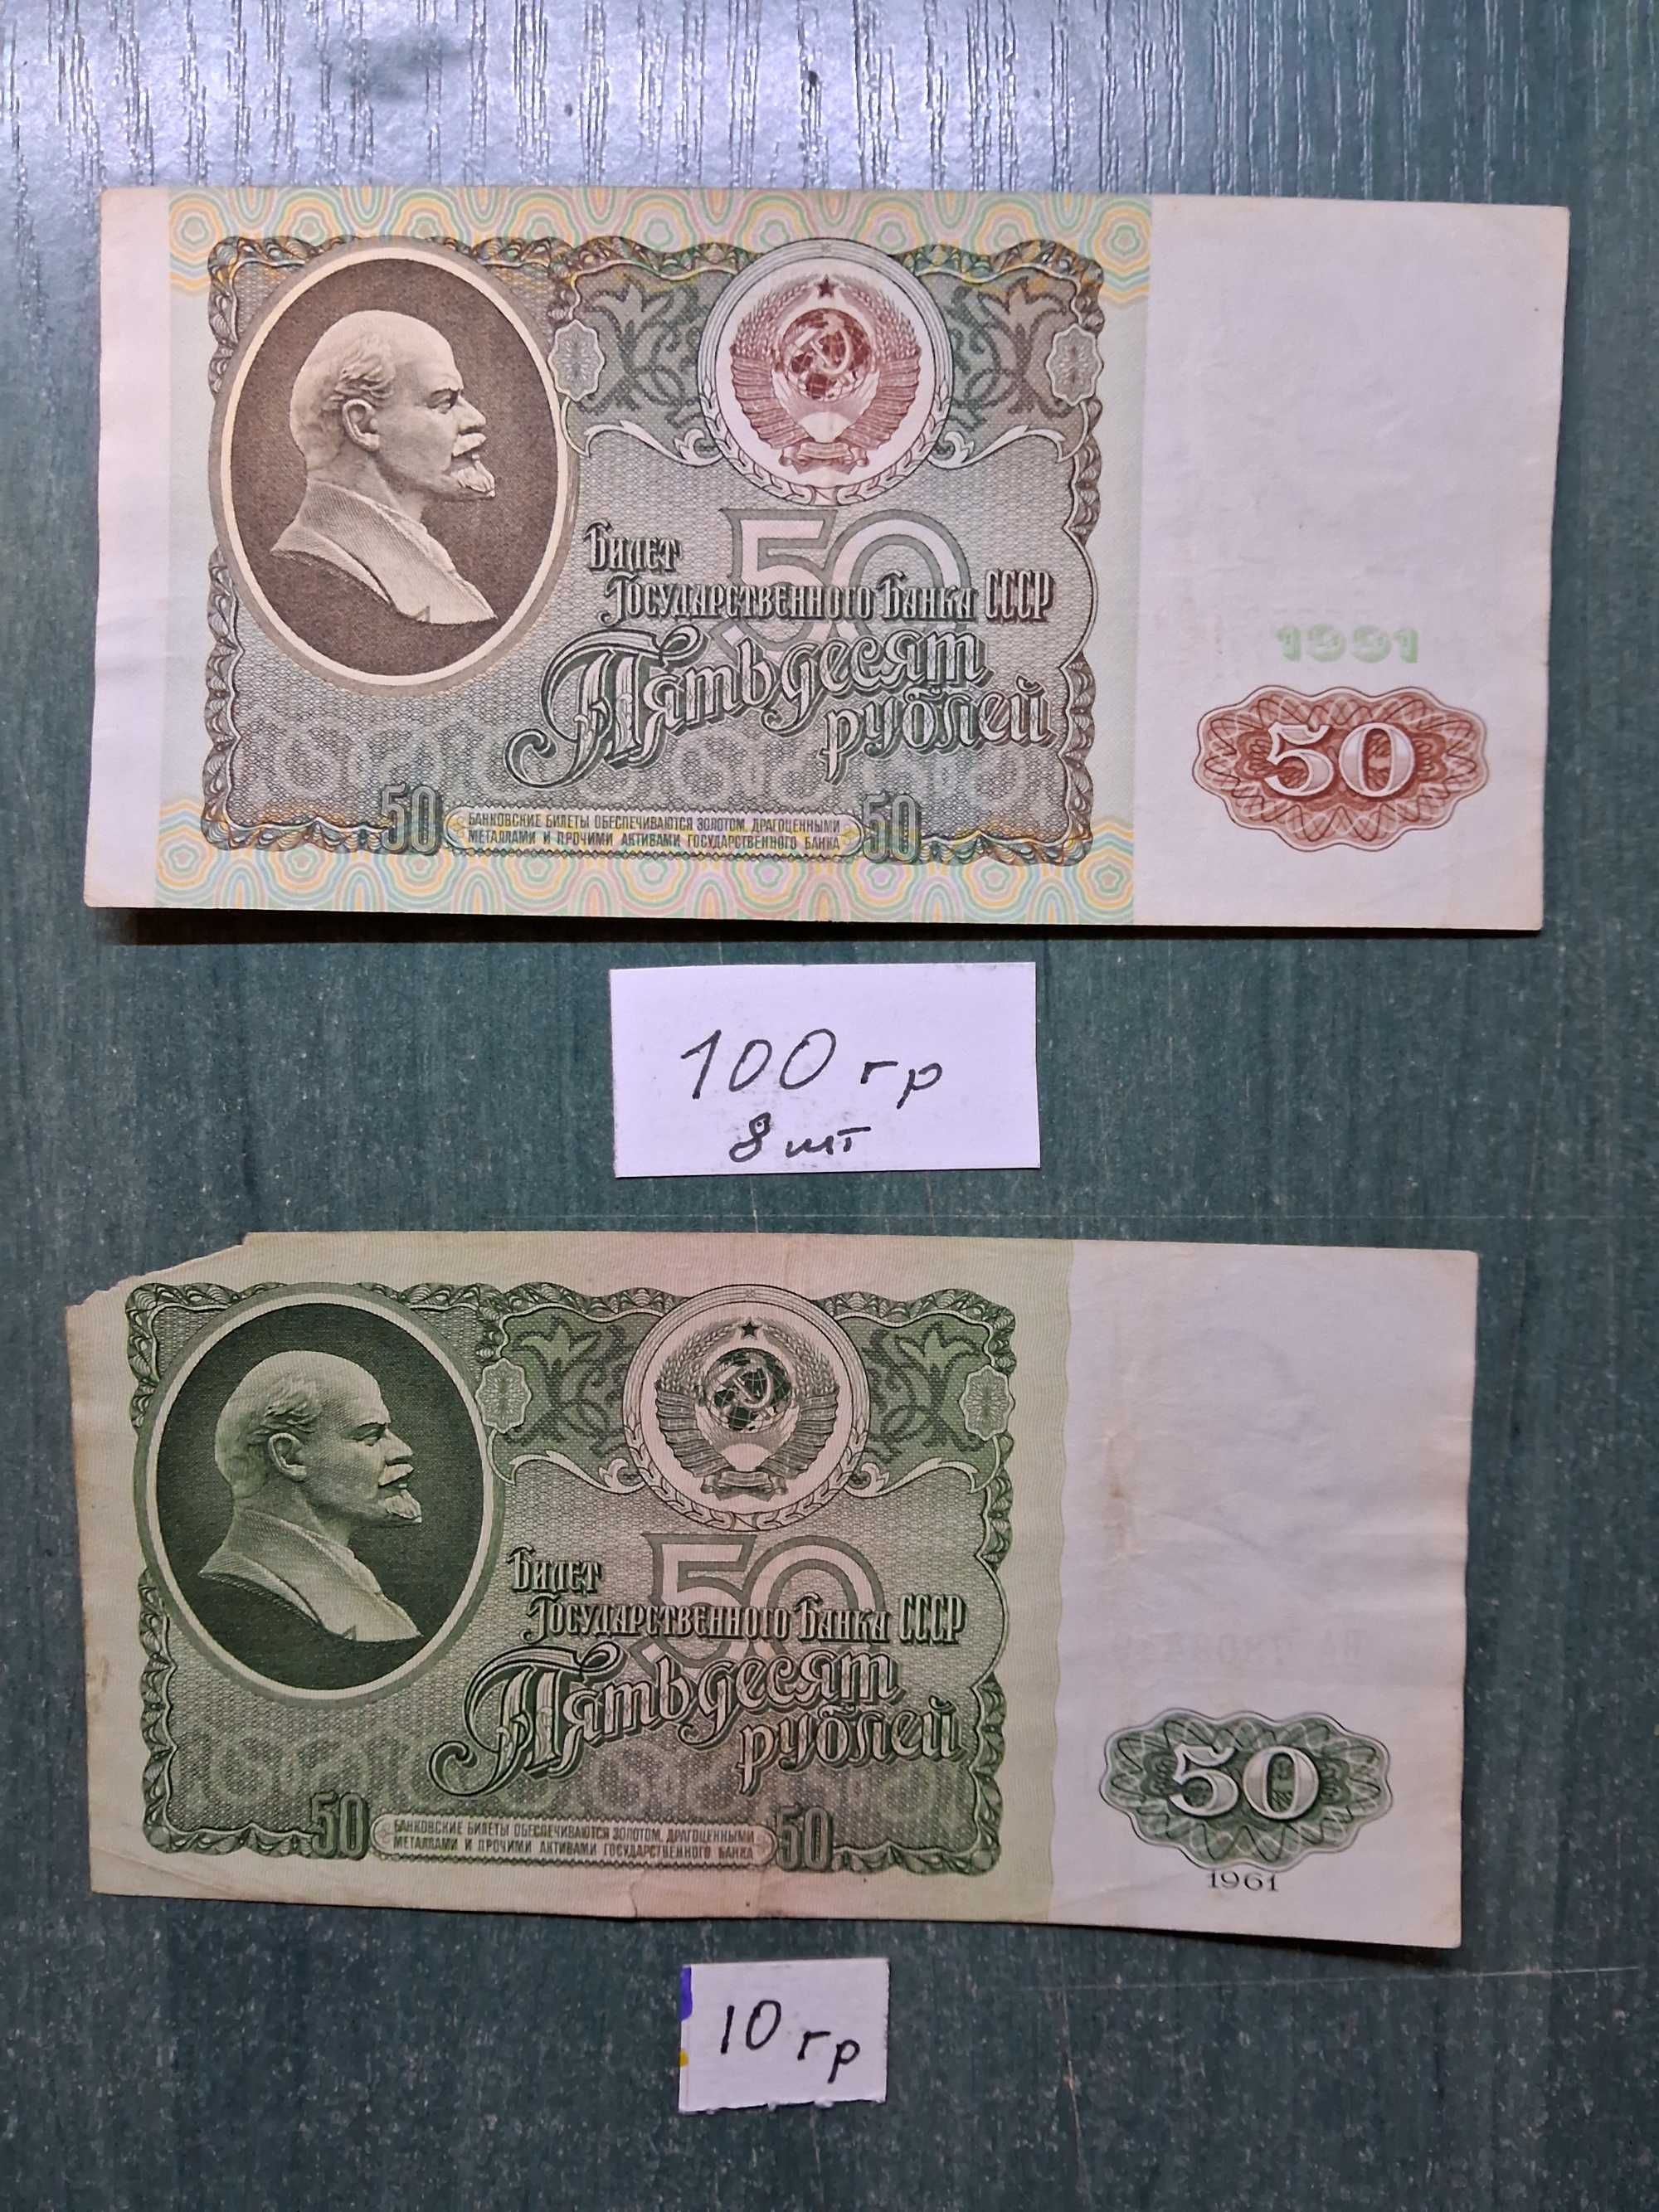 50
Билет
Государственного Банка СССР
Пятьдесят
рублей
1991
50
50
БАНКОВСКИЕ БИЛЕТЫ ОБЕСПЕЧИВАЮТСЯ ЗОЛОТОМ, ДРАГОЦЕННЫМИ
МЕТАЛЛАМИ И ПРОЧИМИ АКТИВАМИ ГОСУДАРСТВЕННОГО БАНКА
50
100 гр
8 шт
50
Билет
Государственного Банка СССР
Пятьдесят
рублей
50
1961
50
БАНКОВСКИЕ БИЛЕТЫ ОБЕСПЕЧИВАЮТСЯ ЗОЛОТОМ, ДРАГОЦЕННЫМИ
МЕТАЛЛАМИ И ПРОЧИМИ АКТИВАМИ ГОСУДАРСТВЕННОГО БАНКА
50
10 гр